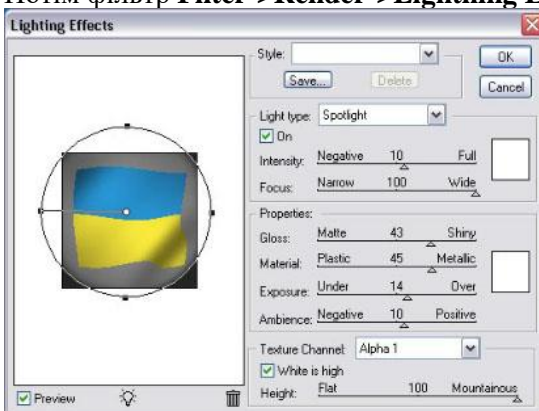 Потім фільтр Filter->Render->Lightning E
Lighting Effects
Style:
OK
Save...
Delete
Cancel
Light type: Spotlight
On
Intensity: Negative 10 Full
Focus: Narrow 100 Wide
Properties:
Gloss: Matte 43 Shiny
Material: Plastic 45 Metallic
Exposure: Under 14 Over
Ambience: Negative 10 Positive
Texture Channel: Alpha 1
White is high
Height: Flat 100 Mountainous
Preview